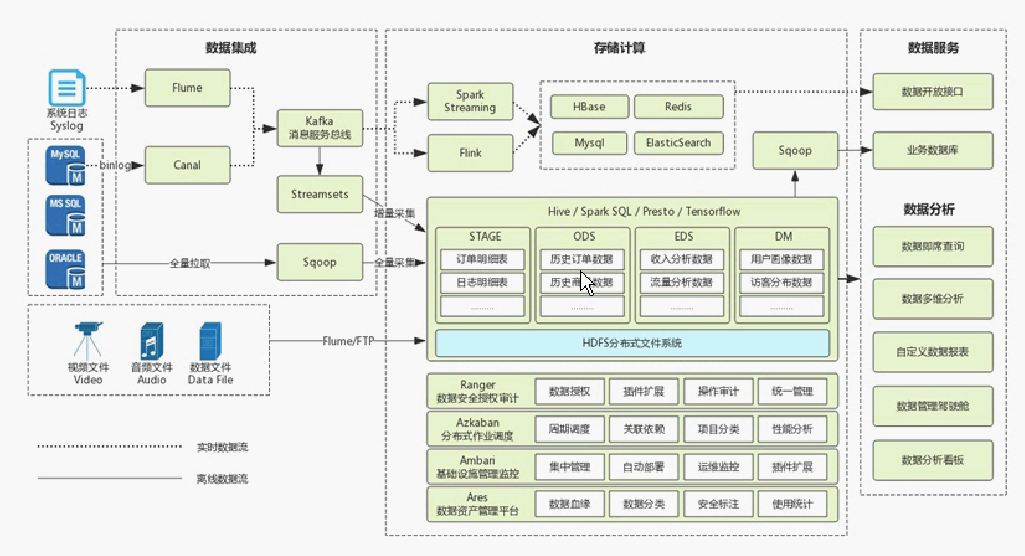 数据集成
存储计算
数据服务
系统日志
Syslog
Flume
MySQL
binlog
Canal
MS SQL
ORACLE
Kafka
消息服务总线
Streamsets
增量采集
全量拉取
Sqoop
全量采集
Spark
Streaming
Flink
HBase
Redis
Mysql
ElasticSearch
Sqoop
数据开放接口
业务数据库
数据分析
数据即席查询
数据多维分析
自定义数据报表
数据管理驾驶舱
数据分析看板
Hive / Spark SQL / Presto / Tensorflow
STAGE
订单明细表
日志明细表
.........
ODS
历史订单数据
历史商数据
.........
EDS
收入分析数据
流量分析数据
.........
DM
用户画像数据
访客分布数据
.........
HDFS分布式文件系统
视频文件
Video
音频文件
Audio
数据文件
Data File
Flume/FTP
Ranger
数据安全授权审计
数据授权
插件扩展
操作审计
统一管理
Azkaban
分布式作业调度
周期调度
关联依赖
项目分类
性能分析
Ambari
基础设施管理监控
集中管理
自动部署
运维监控
插件扩展
Ares
数据资产管理平台
数据血缘
数据分类
安全标注
使用统计
实时数据流
离线数据流